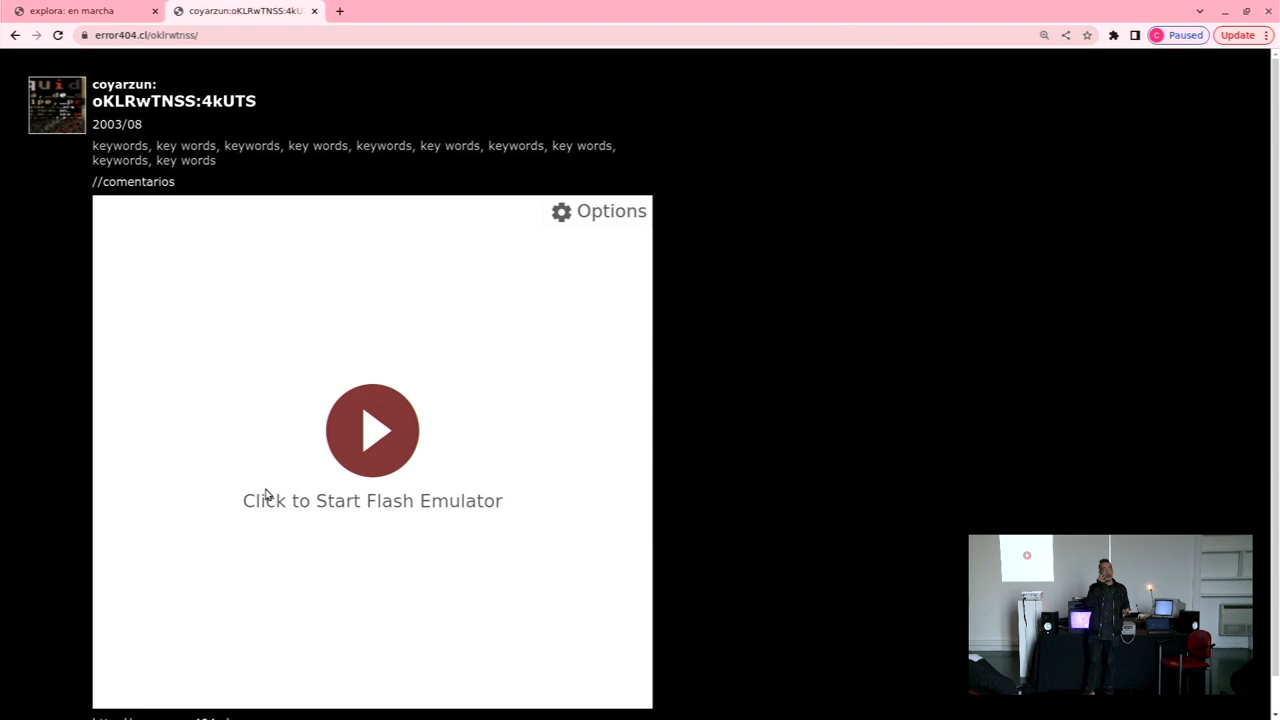 explora: en marcha
coyarzun:oKLRwTNSS:4kU
error404.cl/oklrwtnss/
C Paused
Update
coyarzun:
oKLRwTNSS:4kUTS
2003/08
keywords, key words, keywords, key words, keywords, key words, keywords, key words,
keywords, key words
//comentarios
Options
Click to Start Flash Emulator